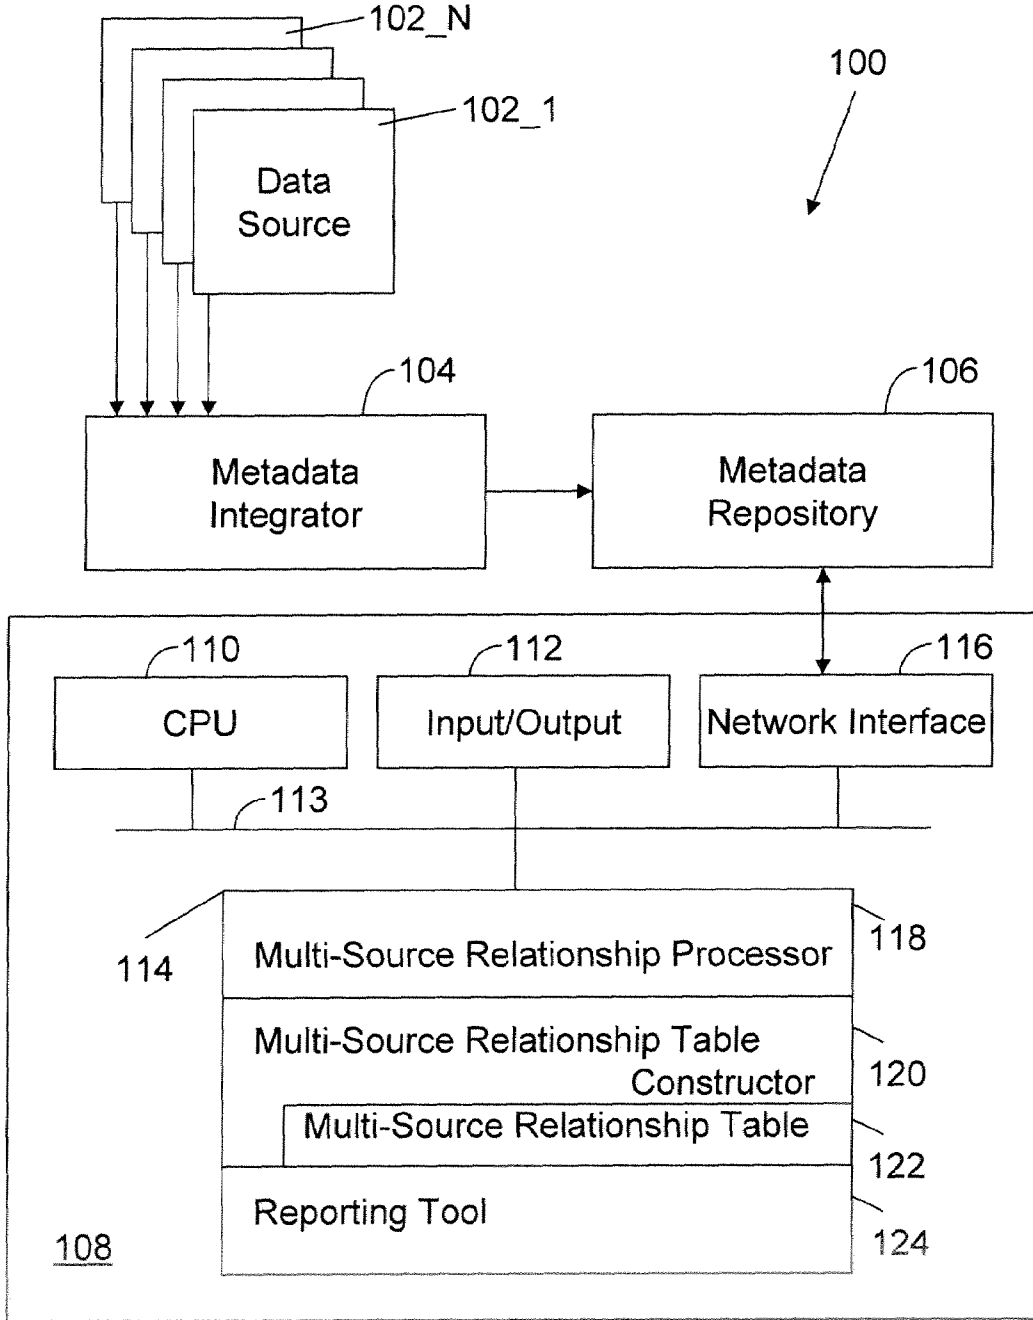 102_N
100
102_1
Data
Source
104
106
Metadata
Integrator
Metadata
Repository
110
112
116
CPU
Input/Output
Network Interface
113
114
118
Multi-Source Relationship Processor
Multi-Source Relationship Table
Constructor
120
Multi-Source Relationship Table
122
Reporting Tool
124
108